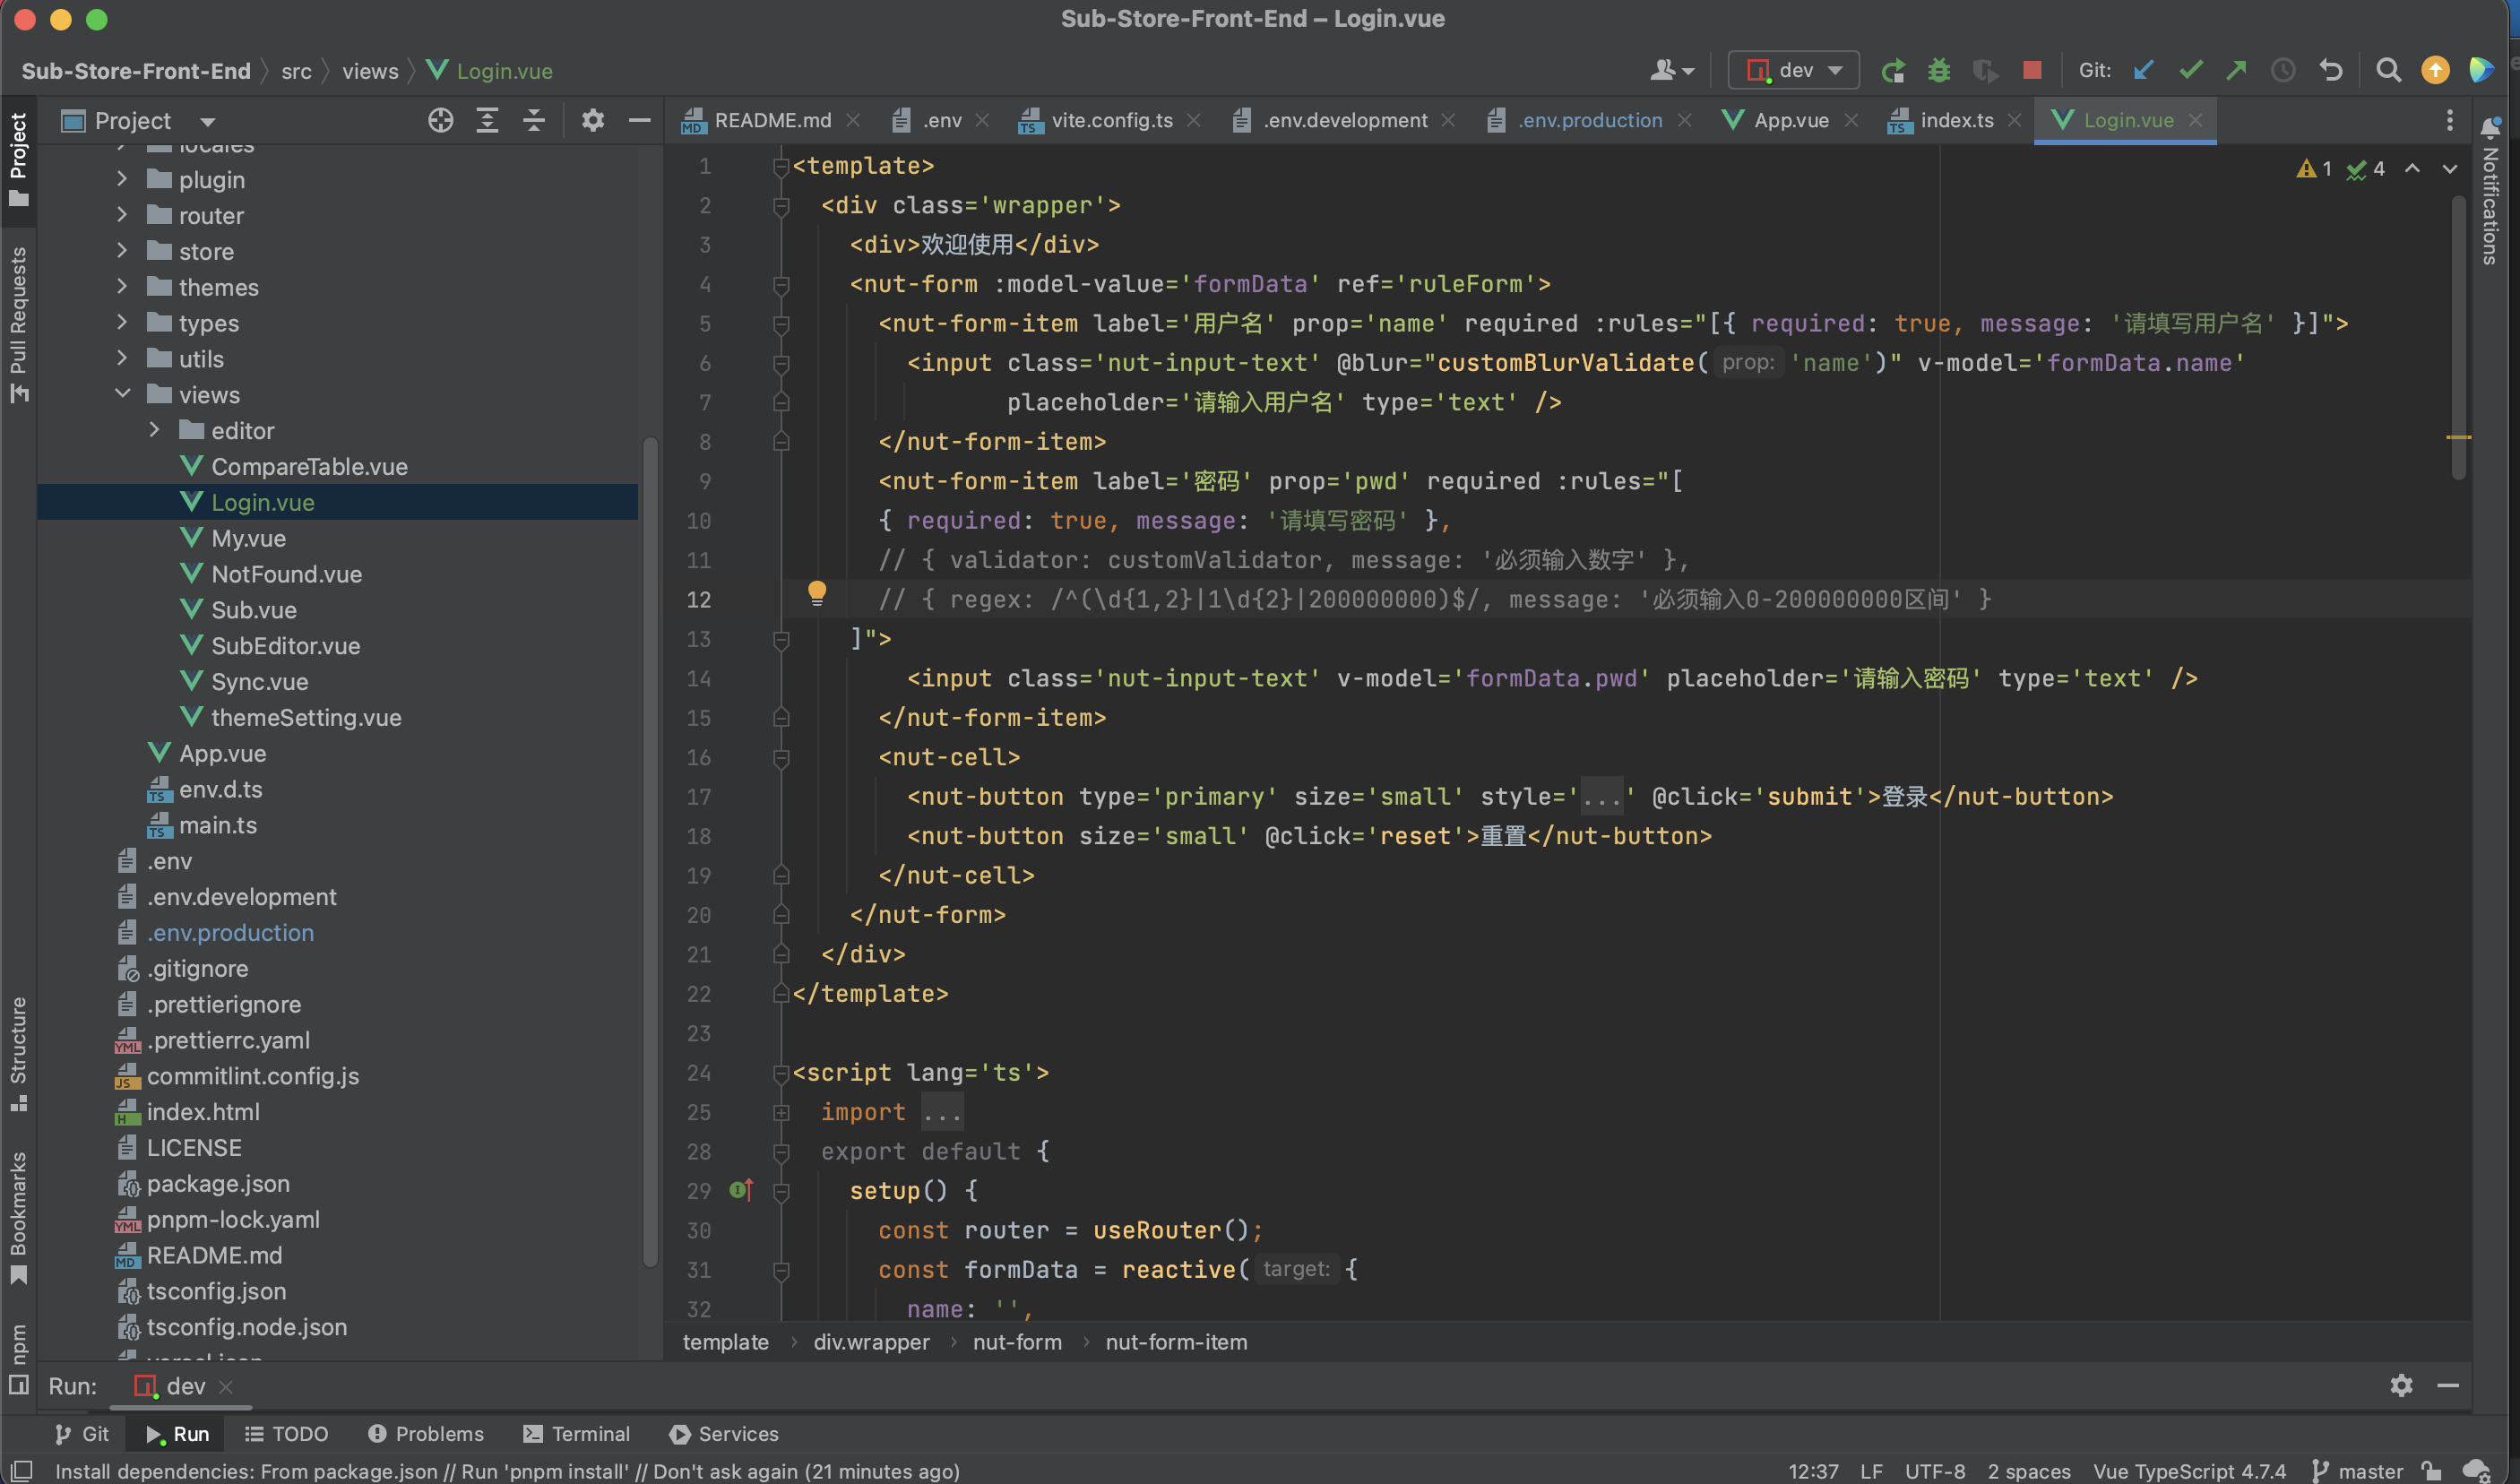 Sub-Store-Front-End – Login.vue
Sub-Store-Front-End src views Login.vue
dev Git:
Project
README.md .env vite.config.ts .env.development .env.production App.vue index.ts Login.vue
Project
Pull Requests
Structure
Bookmarks
npm
locales
plugin
router
store
themes
types
utils
views
editor
CompareTable.vue
Login.vue
My.vue
NotFound.vue
Sub.vue
SubEditor.vue
Sync.vue
themeSetting.vue
App.vue
env.d.ts
main.ts
.env
.env.development
.env.production
.gitignore
.prettierignore
.prettierrc.yaml
commitlint.config.js
index.html
LICENSE
package.json
pnpm-lock.yaml
README.md
tsconfig.json
tsconfig.node.json
1 4
Notifications
1 <template>
2 <div class='wrapper'>
3 <div>欢迎使用</div>
4 <nut-form :model-value='formData' ref='ruleForm'>
5 <nut-form-item label='用户名' prop='name' required :rules="[{ required: true, message: '请填写用户名' }]">
6 <input class='nut-input-text' @blur="customBlurValidate( prop: 'name')" v-model='formData.name'
7 placeholder='请输入用户名' type='text' />
8 </nut-form-item>
9 <nut-form-item label='密码' prop='pwd' required :rules="[
10 { required: true, message: '请填写密码' },
11 // { validator: customValidator, message: '必须输入数字' },
12 // { regex: /^(\d{1,2}|1\d{2}|200000000)$/, message: '必须输入0-200000000区间' }
13 ]">
14 <input class='nut-input-text' v-model='formData.pwd' placeholder='请输入密码' type='text' />
15 </nut-form-item>
16 <nut-cell>
17 <nut-button type='primary' size='small' style='...' @click='submit'>登录</nut-button>
18 <nut-button size='small' @click='reset'>重置</nut-button>
19 </nut-cell>
20 </nut-form>
21 </div>
22 </template>
23
24 <script lang='ts'>
25 import ...
28 export default {
29 setup() {
30 const router = useRouter();
31 const formData = reactive( target: {
32 name: '',
template › div.wrapper › nut-form › nut-form-item
Run: dev
Git Run TODO Problems Terminal Services
Install dependencies: From package.json // Run 'pnpm install' // Don't ask again (21 minutes ago) 12:37 LF UTF-8 2 spaces Vue TypeScript 4.7.4 master